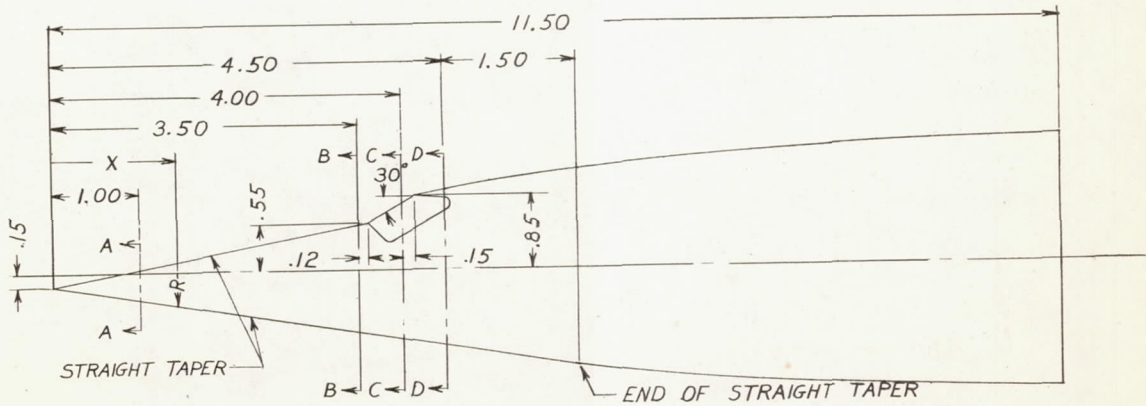 11.50
4.50
1.50
4.00
3.50
B
C
D
X
30°
1.00
.15
.55
A
.12
.15
.85
R
A
STRAIGHT TAPER
B
C
D
END OF STRAIGHT TAPER